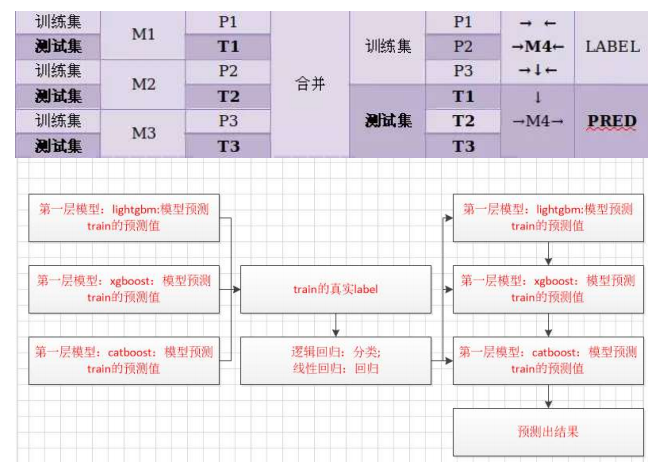 训练集 M1 P1 合并 训练集 P1 → ← LABEL
测试集 T1 P2 →M4←
训练集 M2 P2 P3 →↓←
测试集 T2 测试集 T1 ↓ PRED
训练集 M3 P3 T2 →M4→
测试集 T3 T3
第一层模型：lightgbm:模型预测
train的预测值
第一层模型：xgboost：模型预测
train的预测值
第一层模型：catboost：模型预测
train的预测值
train的真实label
逻辑回归：分类;
线性回归：回归
第一层模型：lightgbm:模型预测
train的预测值
第一层模型：xgboost：模型预测
train的预测值
第一层模型：catboost：模型预测
train的预测值
预测出结果